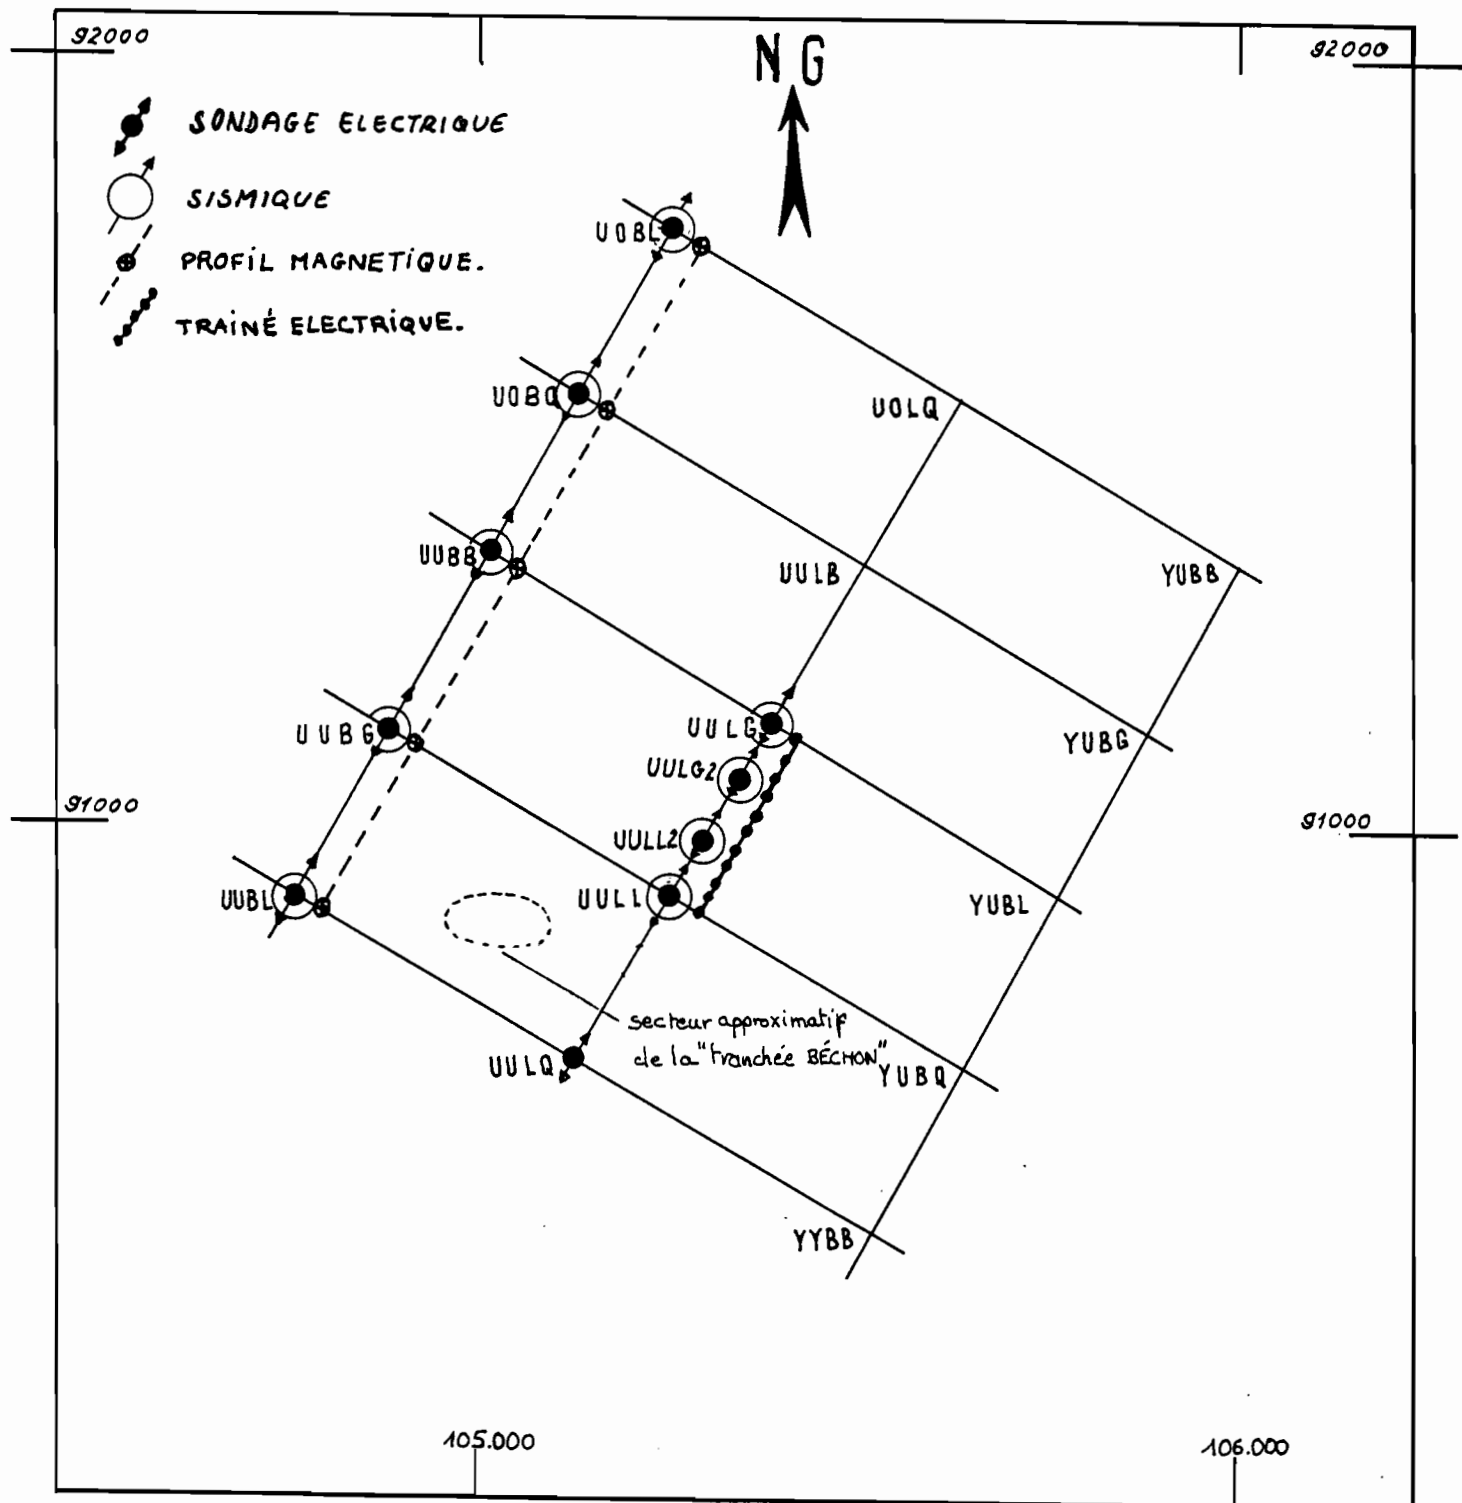 92000
92000
NG
SONDAGE ELECTRIQUE
SISMIQUE
PROFIL MAGNETIQUE.
TRAINÉ ELECTRIQUE.
UOBL
UOBQ
UOLQ
UUBB
UULB
YUBB
UUBG
UULG
YUBG
UULG2
91000
91000
UULL2
UUBL
UULL
YUBL
secteur approximatif
de la "tranchée BÉCHON"
UULQ
YUBQ
YYBB
105.000
106.000